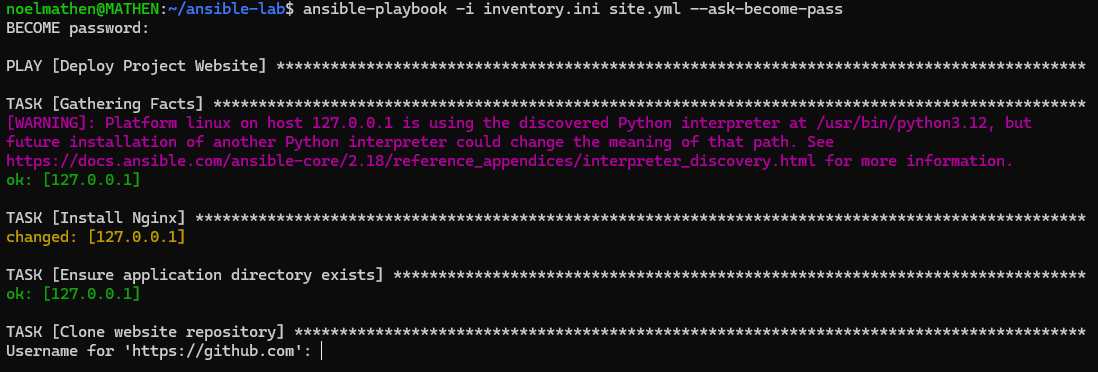 noelmathen@MATHEN:~/ansible-lab$ ansible-playbook -i inventory.ini site.yml --ask-become-pass
BECOME password:
PLAY [Deploy Project Website] ******************************************************************************************
TASK [Gathering Facts] *************************************************************************************************
[WARNING]: Platform linux on host 127.0.0.1 is using the discovered Python interpreter at /usr/bin/python3.12, but
future installation of another Python interpreter could change the meaning of that path. See
https://docs.ansible.com/ansible-core/2.18/reference_appendices/interpreter_discovery.html for more information.
ok: [127.0.0.1]
TASK [Install Nginx] ***************************************************************************************************
changed: [127.0.0.1]
TASK [Ensure application directory exists] *****************************************************************************
ok: [127.0.0.1]
TASK [Clone website repository] ****************************************************************************************
Username for 'https://github.com':